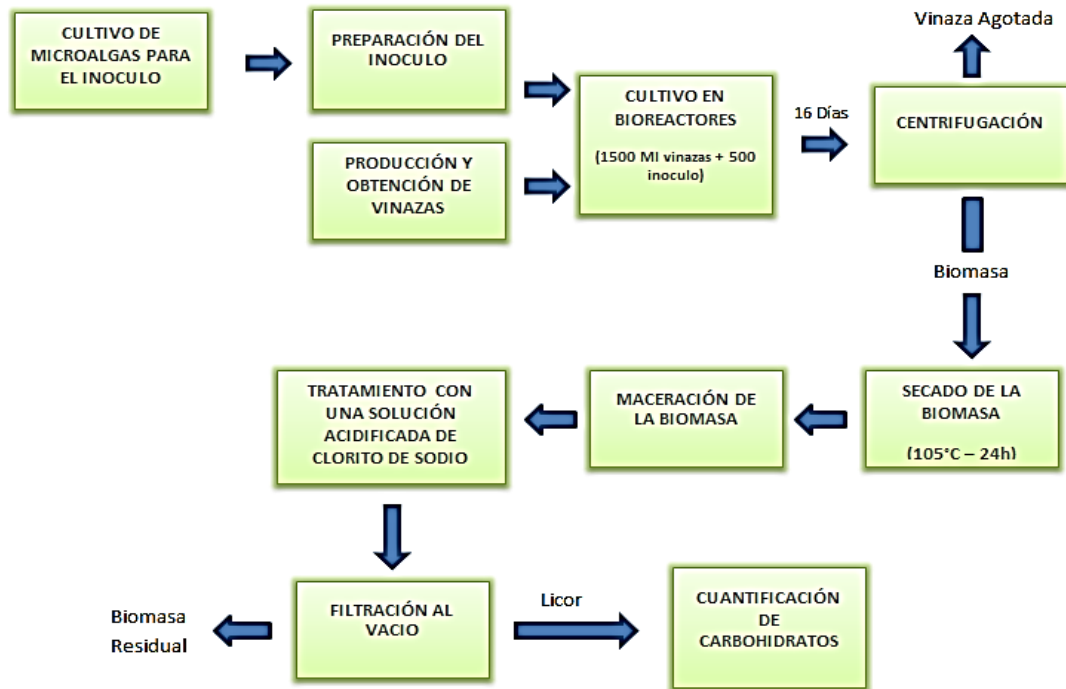 CULTIVO DE
MICROALGAS PARA
EL INOCULO
PREPARACIÓN DEL
INOCULO
PRODUCCIÓN Y
OBTENCIÓN DE
VINAZAS
CULTIVO EN
BIOREACTORES
(1500 Ml vinazas + 500
inoculo)
16 Días
Vinaza Agotada
CENTRIFUGACIÓN
Biomasa
SECADO DE LA
BIOMASA
(105°C – 24h)
MACERACIÓN DE
LA BIOMASA
TRATAMIENTO CON
UNA SOLUCIÓN
ACIDIFICADA DE
CLORITO DE SODIO
FILTRACIÓN AL
VACIO
Biomasa
Residual
Licor
CUANTIFICACIÓN
DE
CARBOHIDRATOS